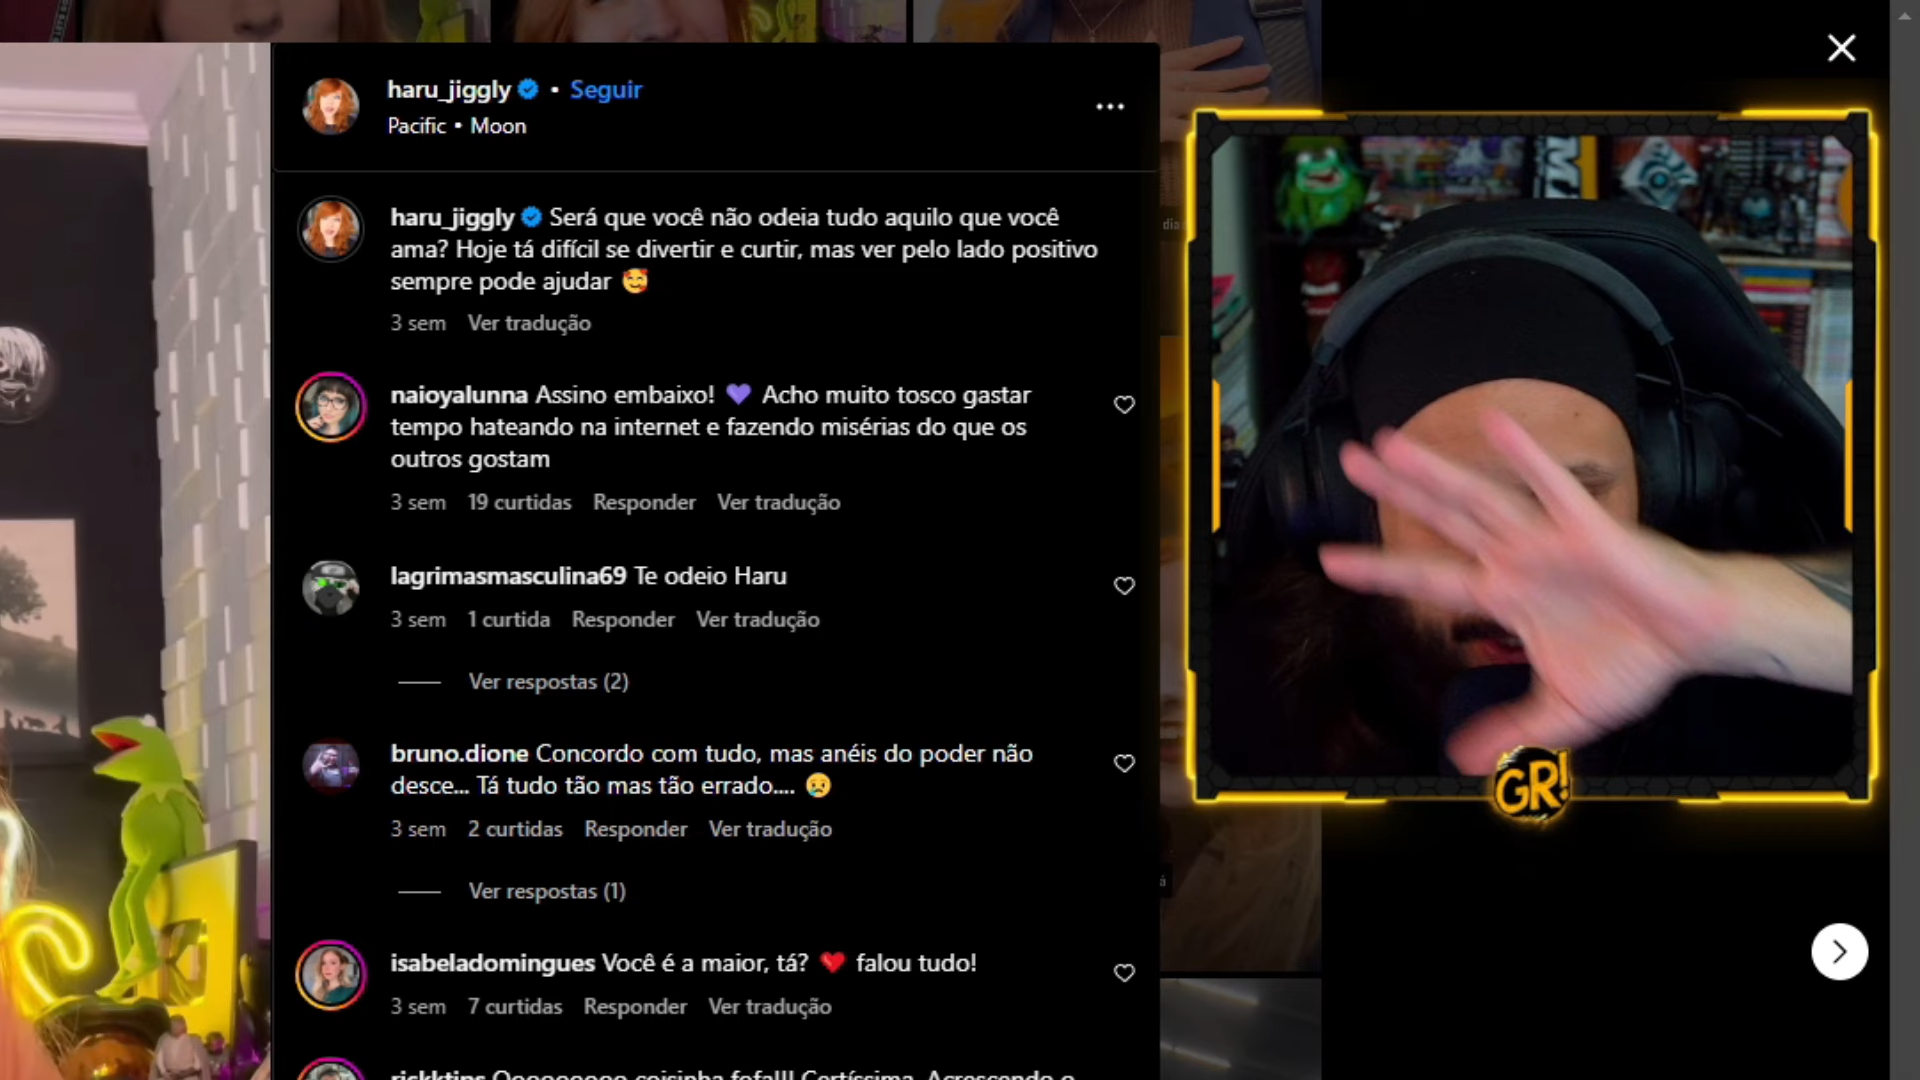 haru_jiggly • Seguir
Pacific • Moon
haru_jiggly Será que você não odeia tudo aquilo que você
ama? Hoje tá difícil se divertir e curtir, mas ver pelo lado positivo
sempre pode ajudar 🥰
3 sem Ver tradução
naioyalunna Assino embaixo! 💜 Acho muito tosco gastar
tempo hateando na internet e fazendo misérias do que os
outros gostam
3 sem 19 curtidas Responder Ver tradução
lagrimasmasculina69 Te odeio Haru
3 sem 1 curtida Responder Ver tradução
Ver respostas (2)
bruno.dione Concordo com tudo, mas anéis do poder não
desce... Tá tudo tão mas tão errado.... 😢
3 sem 2 curtidas Responder Ver tradução
Ver respostas (1)
isabeladomingues Você é a maior, tá? ❤️ falou tudo!
3 sem 7 curtidas Responder Ver tradução
coisinha fofa!!! Certíssima. Acrescendo o
dia
GR!